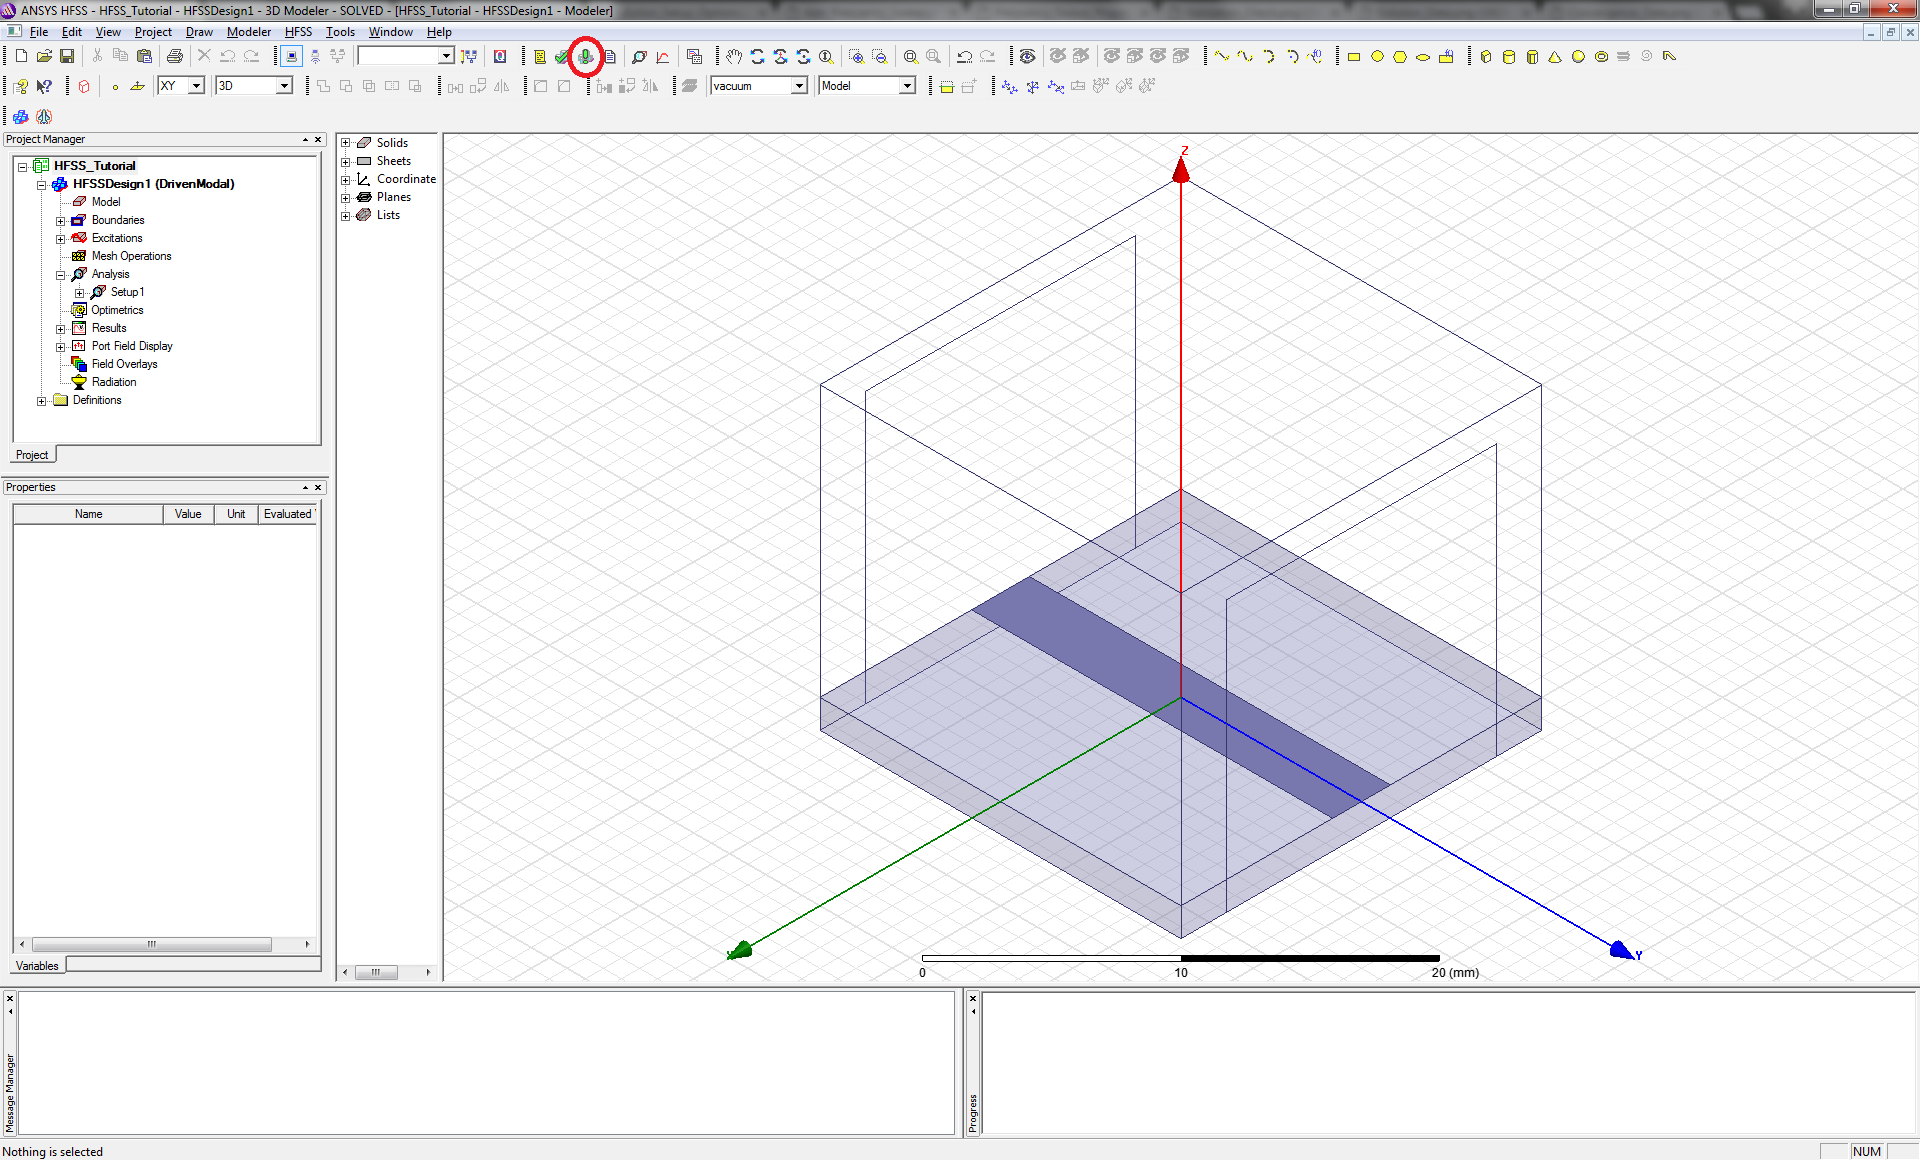 ANSYS HFSS - HFSS_Tutorial - HFSSDesign1 - 3D Modeler - SOLVED - [HFSS_Tutorial - HFSSDesign1 - Modeler]
File Edit View Project Draw Modeler HFSS Tools Window Help
XY 3D vacuum Model
Project Manager
HFSS_Tutorial
HFSSDesign1 (DrivenModal)
Model
Boundaries
Excitations
Mesh Operations
Analysis
Setup1
Optimetrics
Results
Port Field Display
Field Overlays
Radiation
Definitions
Project
Solids
Sheets
Coordinate
Planes
Lists
Properties
Name Value Unit Evaluated
Variables
Z
Y
0 10 20 (mm)
Message Manager
Progress
Nothing is selected
NUM